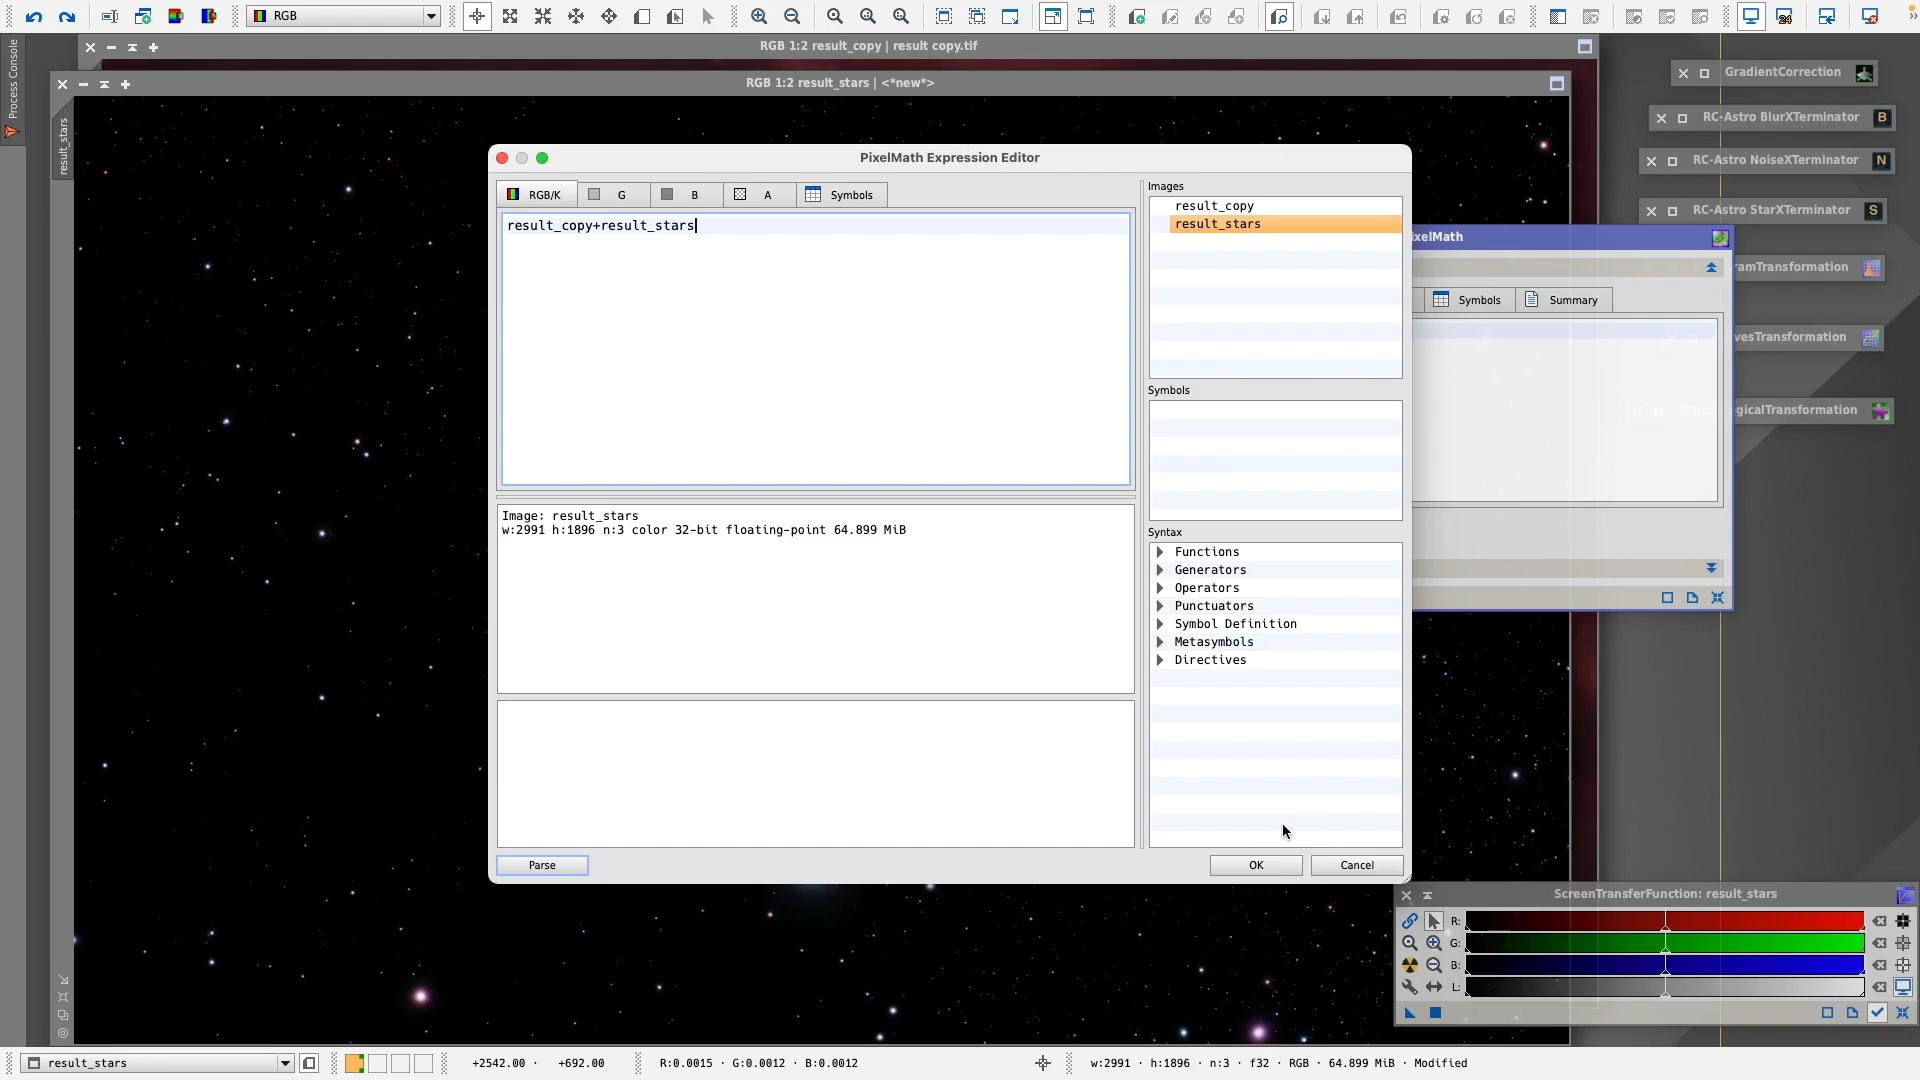 RGB
24
Process Console
RGB 1:2 result_copy | result copy.tif
RGB 1:2 result_stars | <*new*>
result_stars
GradientCorrection
RC-Astro BlurXTerminator B
RC-Astro NoiseXTerminator N
RC-Astro StarXTerminator S
PixelMath Expression Editor
RGB/K G B A Symbols
result_copy+result_stars
Images
result_copy
result_stars
Symbols
Syntax
Functions
Generators
Operators
Punctuators
Symbol Definition
Metasymbols
Directives
Image: result_stars
w:2991 h:1896 n:3 color 32-bit floating-point 64.899 MiB
Parse
OK
Cancel
ixelMath
ramTransformation
Symbols Summary
vesTransformation
gicalTransformation
ScreenTransferFunction: result_stars
R:
G:
B:
L:
result_stars
+2542.00 · +692.00
R:0.0015 · G:0.0012 · B:0.0012
w:2991 · h:1896 · n:3 · f32 · RGB · 64.899 MiB · Modified